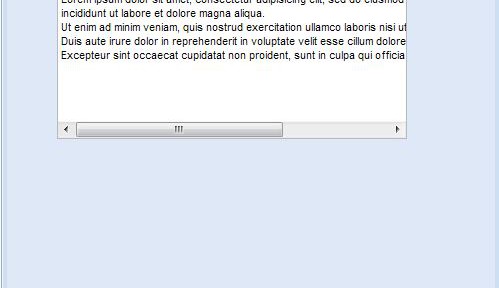 Lorem ipsum dolor sit amet, consectetur adipisicing elit, sed do eiusmod
incididunt ut labore et dolore magna aliqua.
Ut enim ad minim veniam, quis nostrud exercitation ullamco laboris nisi ut
Duis aute irure dolor in reprehenderit in voluptate velit esse cillum dolore
Excepteur sint occaecat cupidatat non proident, sunt in culpa qui officia